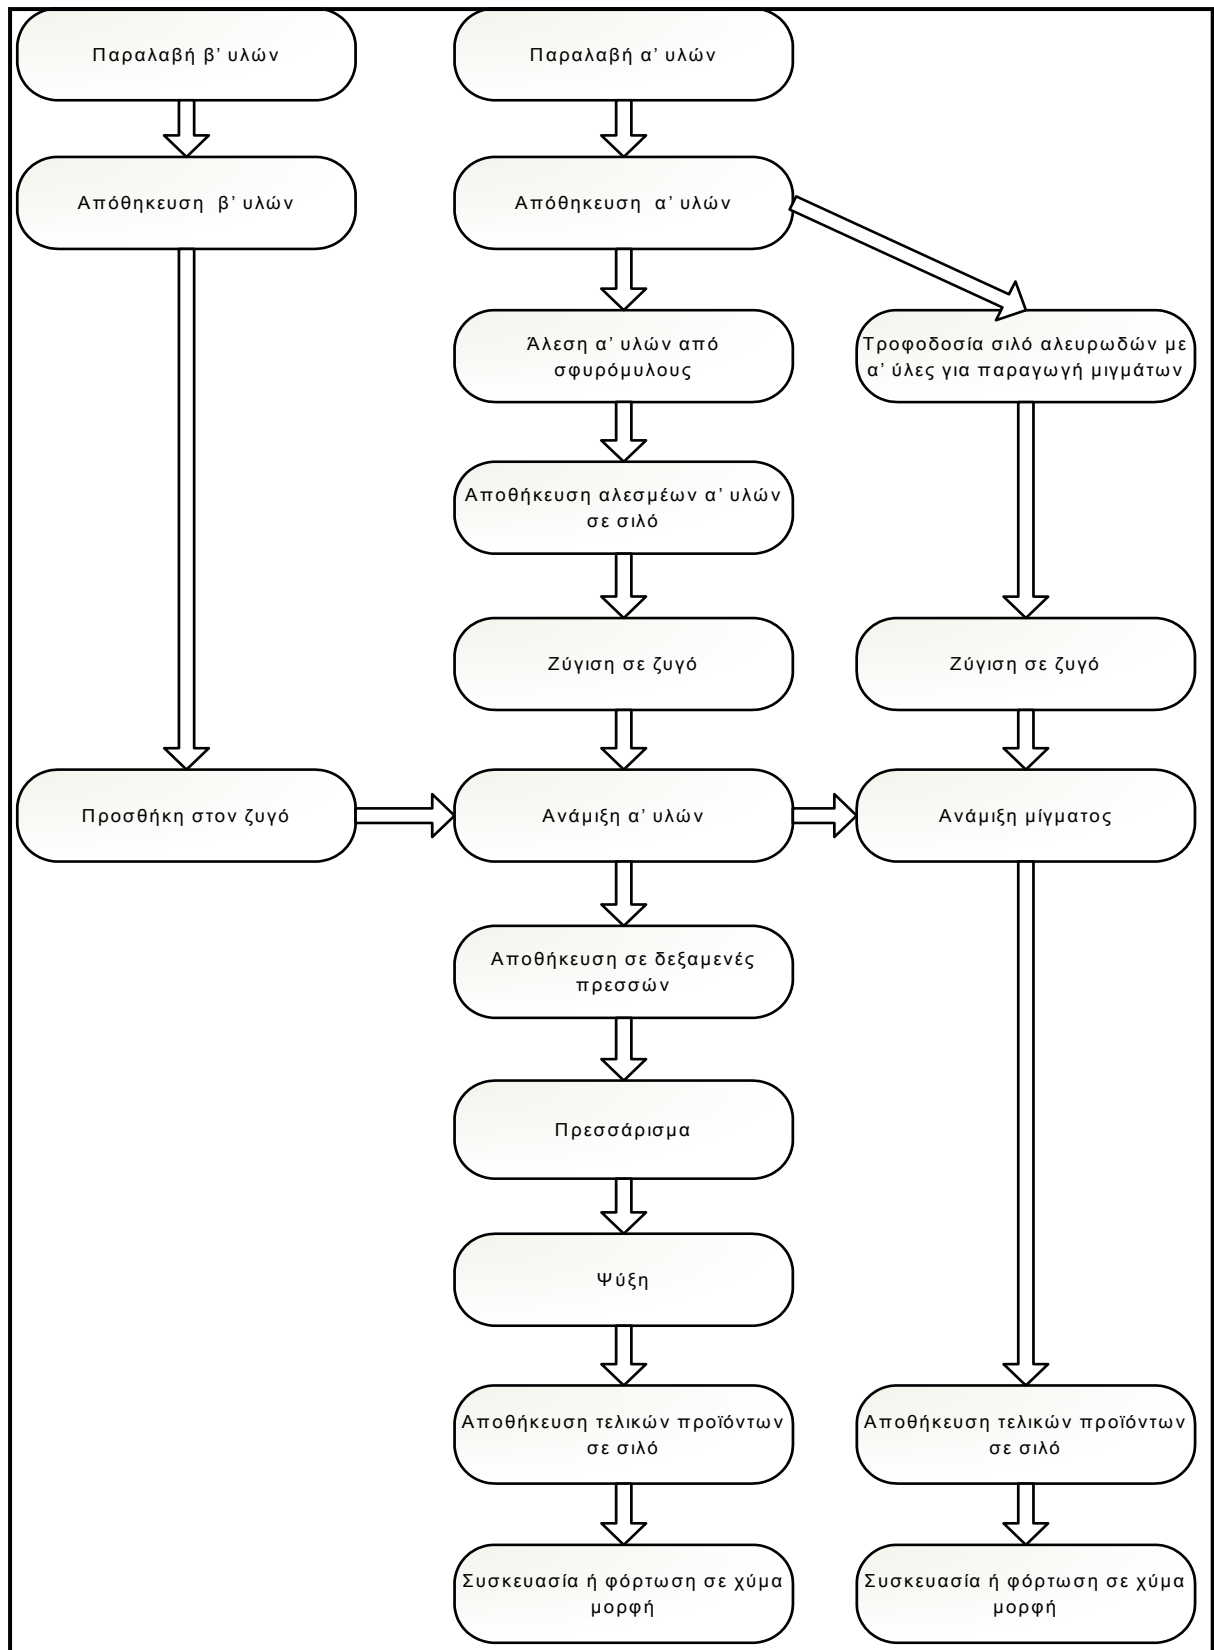 Παραλαβή β' υλών
Παραλαβή α' υλών
Απόθηκευση β' υλών
Απόθηκευση α' υλών
Άλεση α' υλών από
σφυρόμυλους
Τροφοδοσία σιλό αλευρωδών με
α' ύλες για παραγωγή μιγμάτων
Αποθήκευση αλεσμέων α' υλών
σε σιλό
Ζύγιση σε ζυγό
Ζύγιση σε ζυγό
Προσθήκη στον ζυγό
Ανάμιξη α' υλών
Ανάμιξη μίγματος
Αποθήκευση σε δεξαμενές
πρεσσών
Πρεσσάρισμα
Ψύξη
Αποθήκευση τελικών προϊόντων
σε σιλό
Αποθήκευση τελικών προϊόντων
σε σιλό
Συσκευασία ή φόρτωση σε χύμα
μορφή
Συσκευασία ή φόρτωση σε χύμα
μορφή